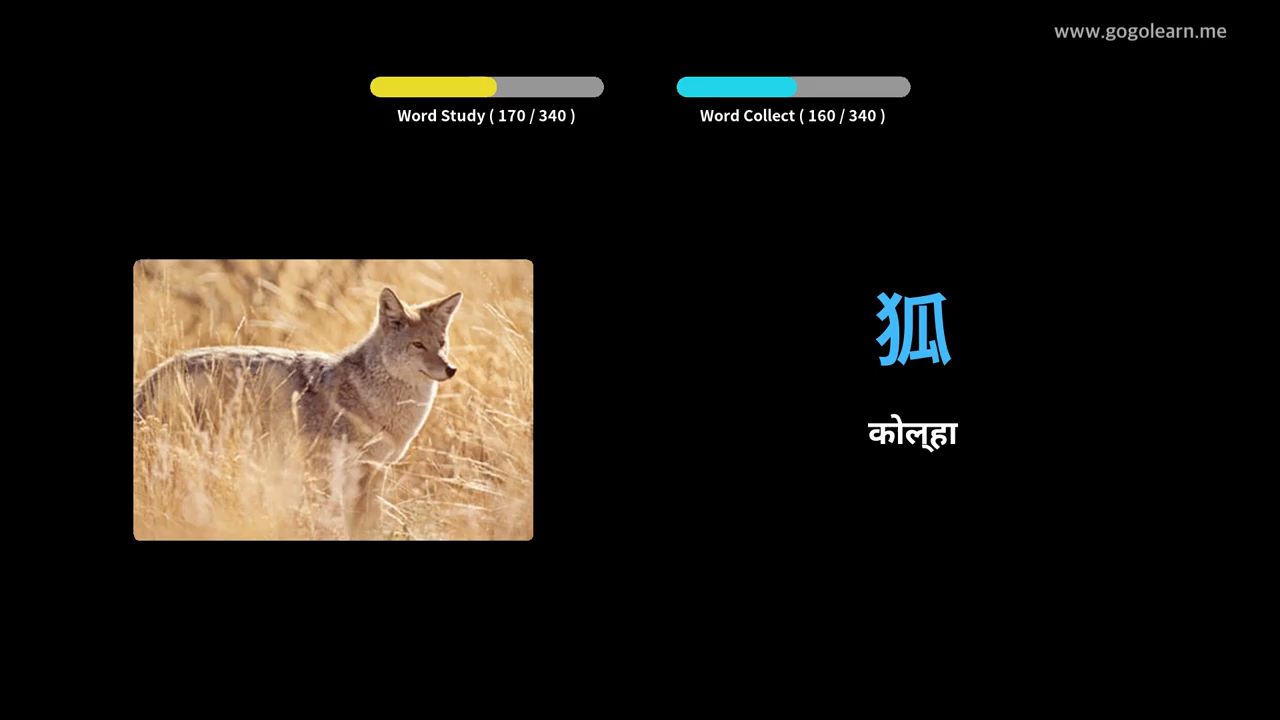 www.gogolearn.me
Word Study ( 170 / 340 )
Word Collect ( 160 / 340 )
狐
कोल्हा